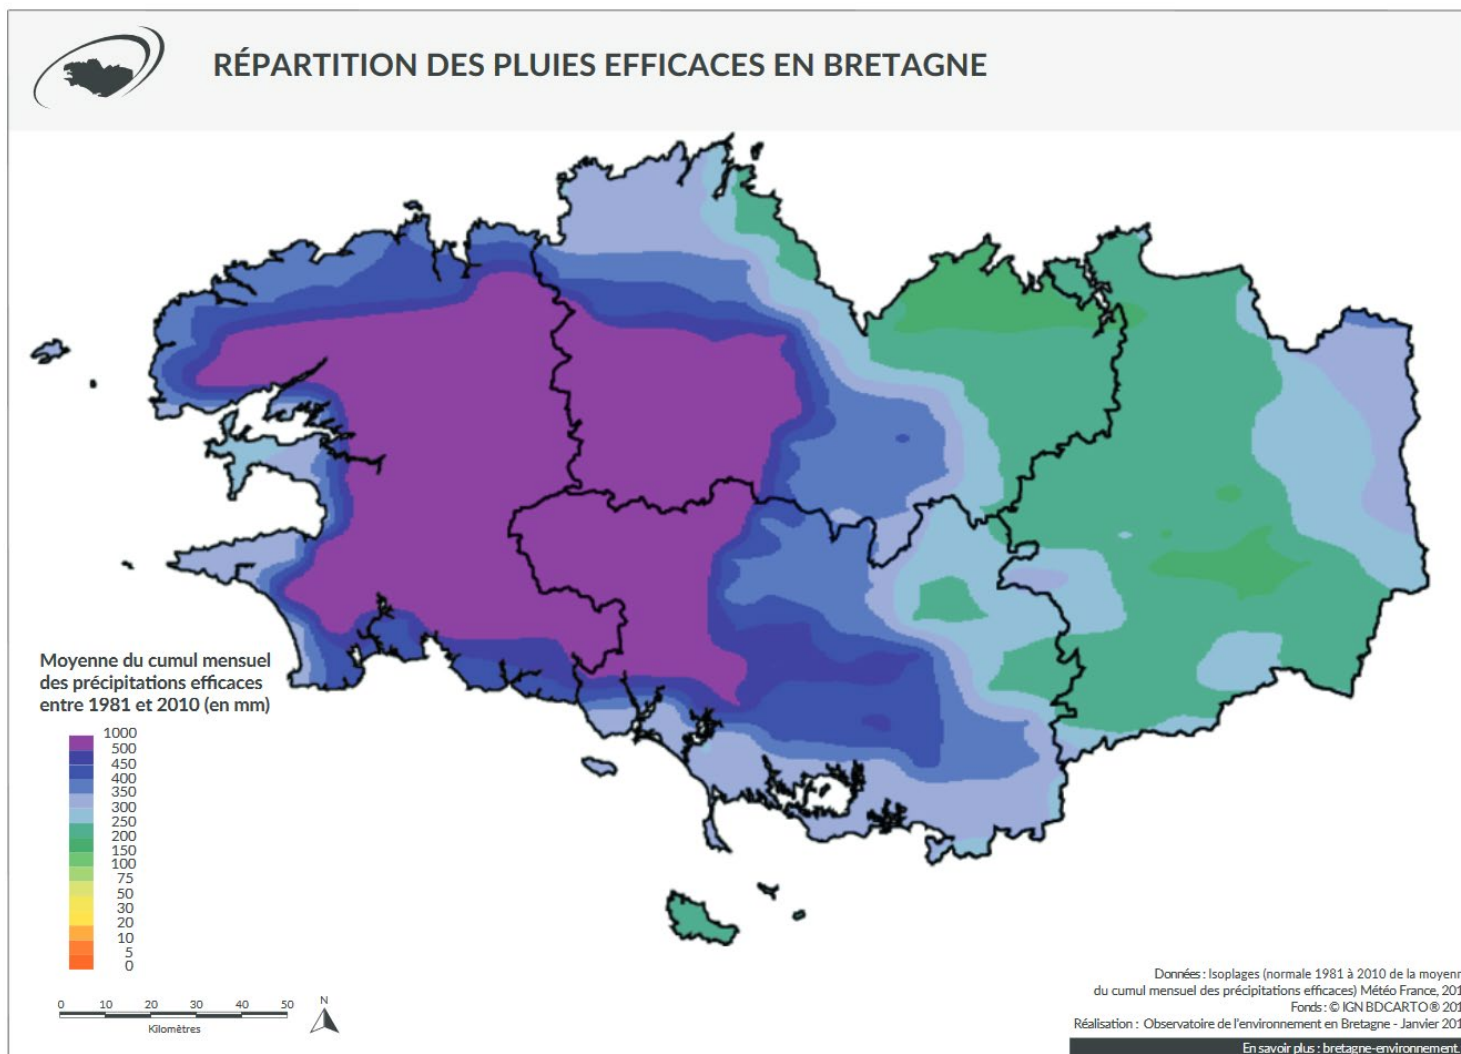 RÉPARTITION DES PLUIES EFFICACES EN BRETAGNE
Moyenne du cumul mensuel
des précipitations efficaces
entre 1981 et 2010 (en mm)
1000
500
450
400
350
300
250
200
150
100
75
50
30
20
10
5
0
0 10 20 30 40 50
Kilomètres
N
Données : Isoplages (normale 1981 à 2010 de la moyenn
du cumul mensuel des précipitations efficaces) Météo France, 201
Fonds : © IGN BDCARTO® 201
Réalisation : Observatoire de l'environnement en Bretagne - Janvier 201
En savoir plus : bretagne-environnement